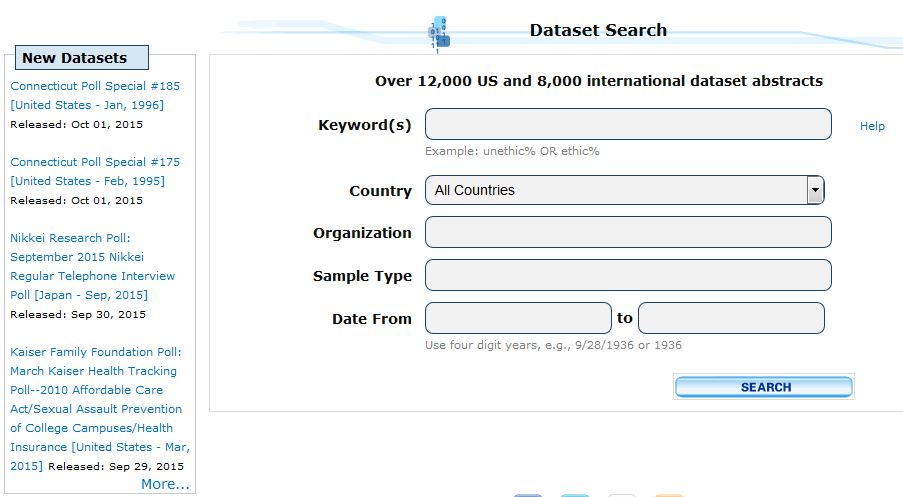 Dataset Search
New Datasets
Connecticut Poll Special #185
[United States - Jan, 1996]
Released: Oct 01, 2015
Connecticut Poll Special #175
[United States - Feb, 1995]
Released: Oct 01, 2015
Nikkei Research Poll:
September 2015 Nikkei
Regular Telephone Interview
Poll [Japan - Sep, 2015]
Released: Sep 30, 2015
Kaiser Family Foundation Poll:
March Kaiser Health Tracking
Poll--2010 Affordable Care
Act/Sexual Assault Prevention
of College Campuses/Health
Insurance [United States - Mar,
2015] Released: Sep 29, 2015
More...
Over 12,000 US and 8,000 international dataset abstracts
Keyword(s)
Help
Example: unethic% OR ethic%
Country All Countries
Organization
Sample Type
Date From to
Use four digit years, e.g., 9/28/1936 or 1936
SEARCH